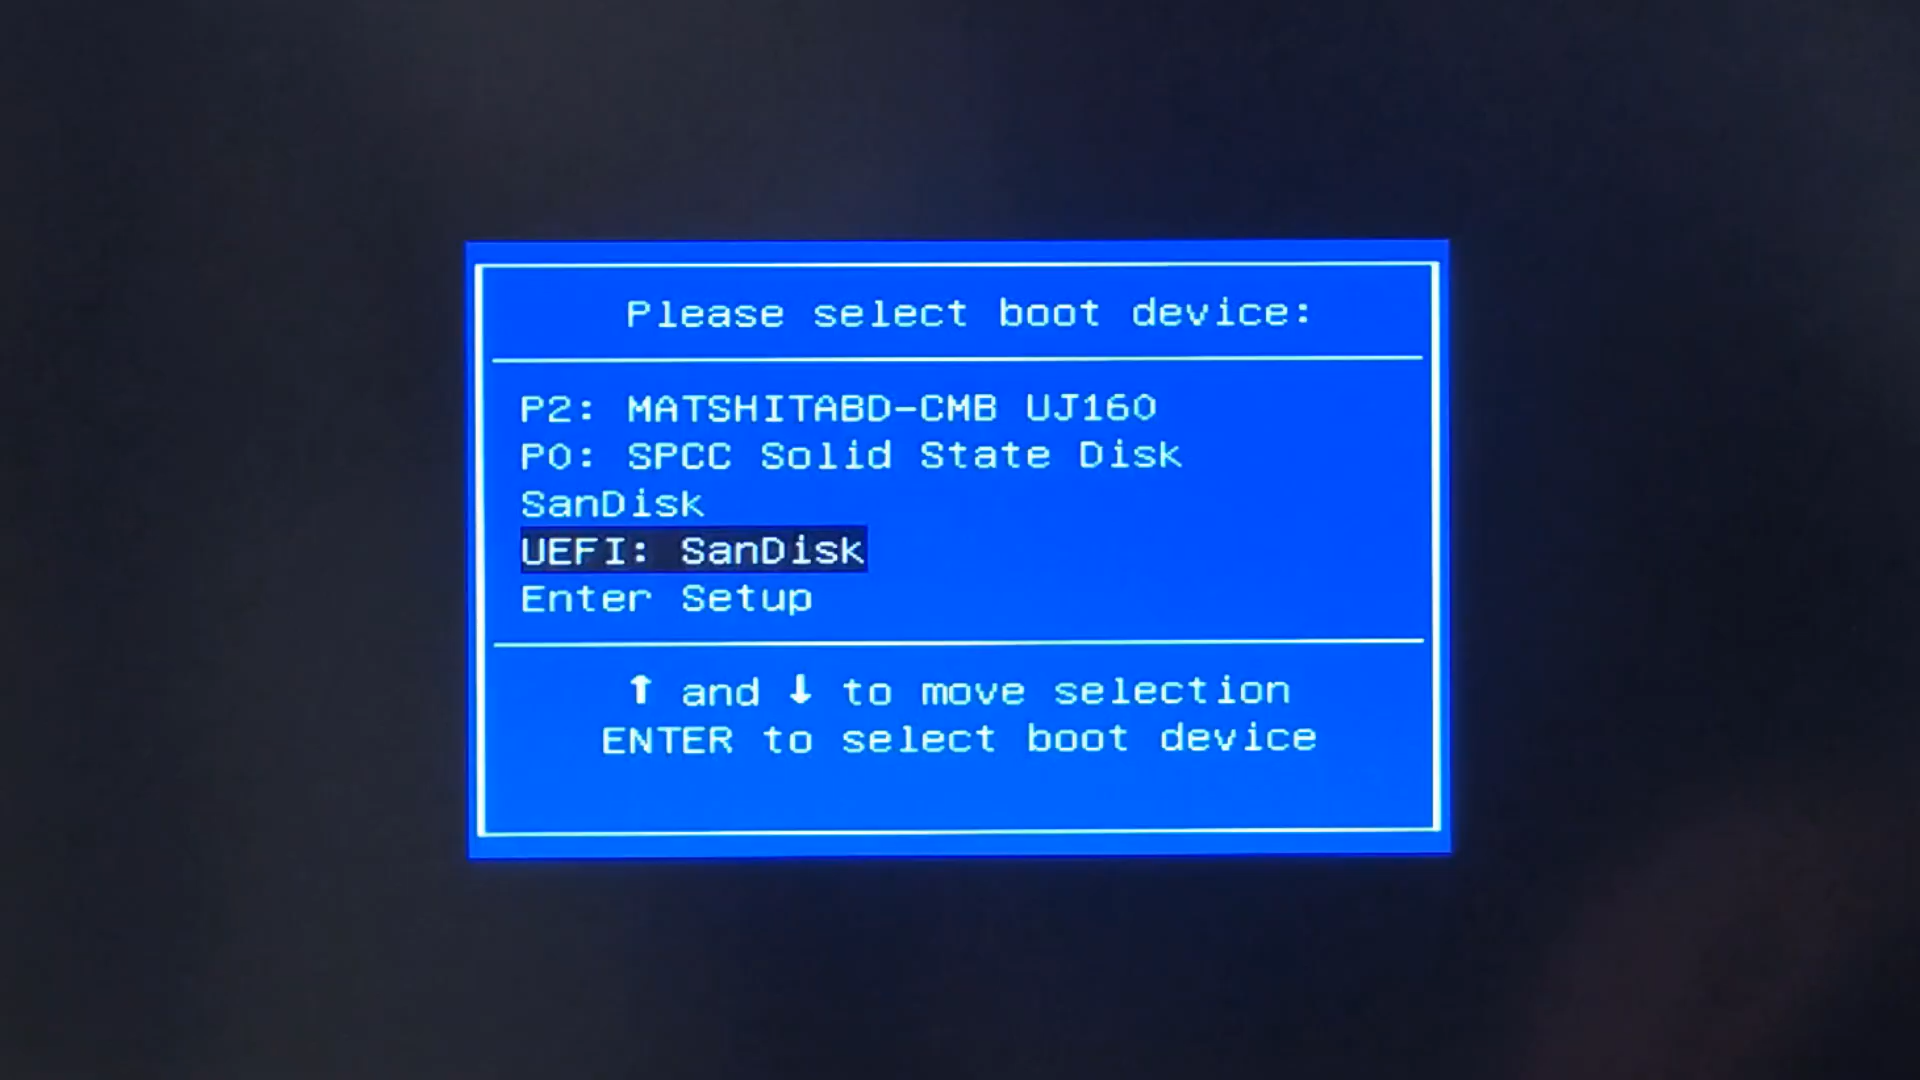 Please select boot device:
P2: MATSHITABD-CMB UJ160
P0: SPCC Solid State Disk
SanDisk
UEFI: SanDisk
Enter Setup
↑ and ↓ to move selection
ENTER to select boot device